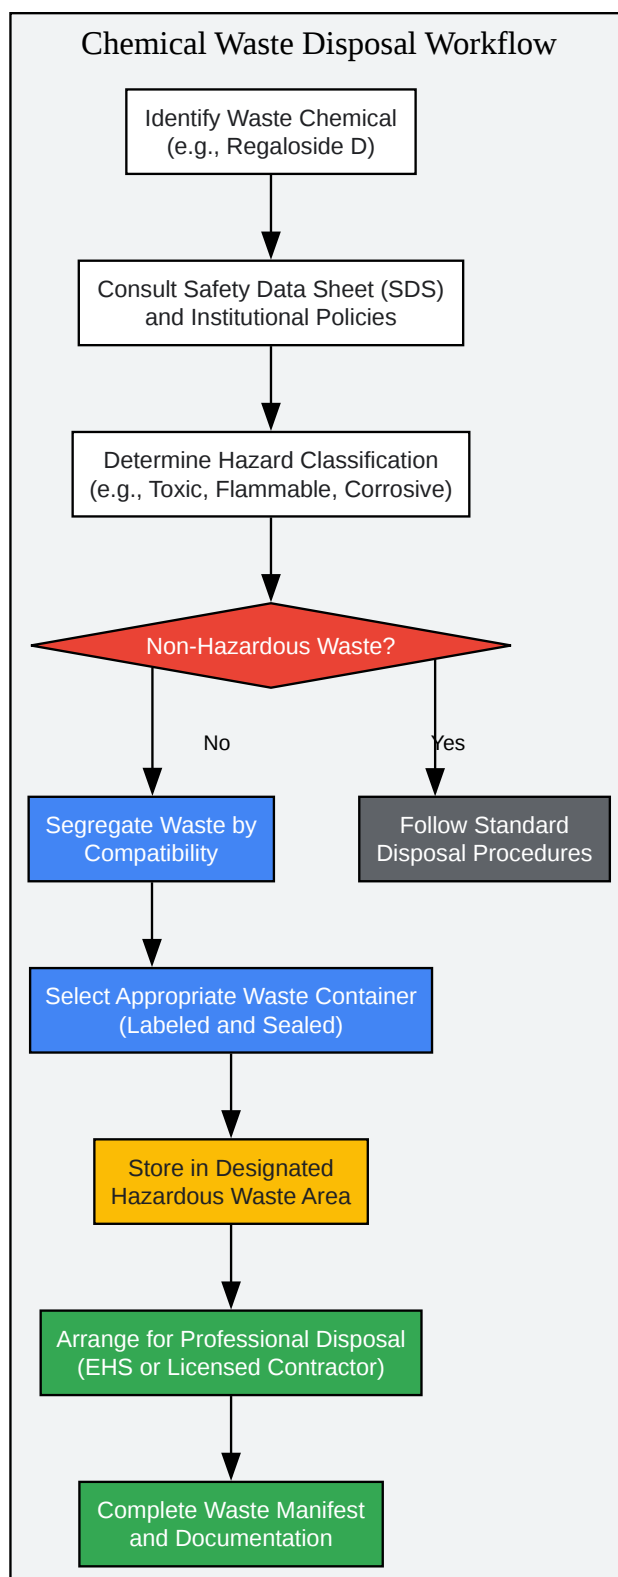 Chemical Waste Disposal Workflow
Identify Waste Chemical
(e.g., Regaloside D)
Consult Safety Data Sheet (SDS)
and Institutional Policies
Determine Hazard Classification
(e.g., Toxic, Flammable, Corrosive)
Non-Hazardous Waste?
No
Yes
Segregate Waste by
Compatibility
Follow Standard
Disposal Procedures
Select Appropriate Waste Container
(Labeled and Sealed)
Store in Designated
Hazardous Waste Area
Arrange for Professional Disposal
(EHS or Licensed Contractor)
Complete Waste Manifest
and Documentation